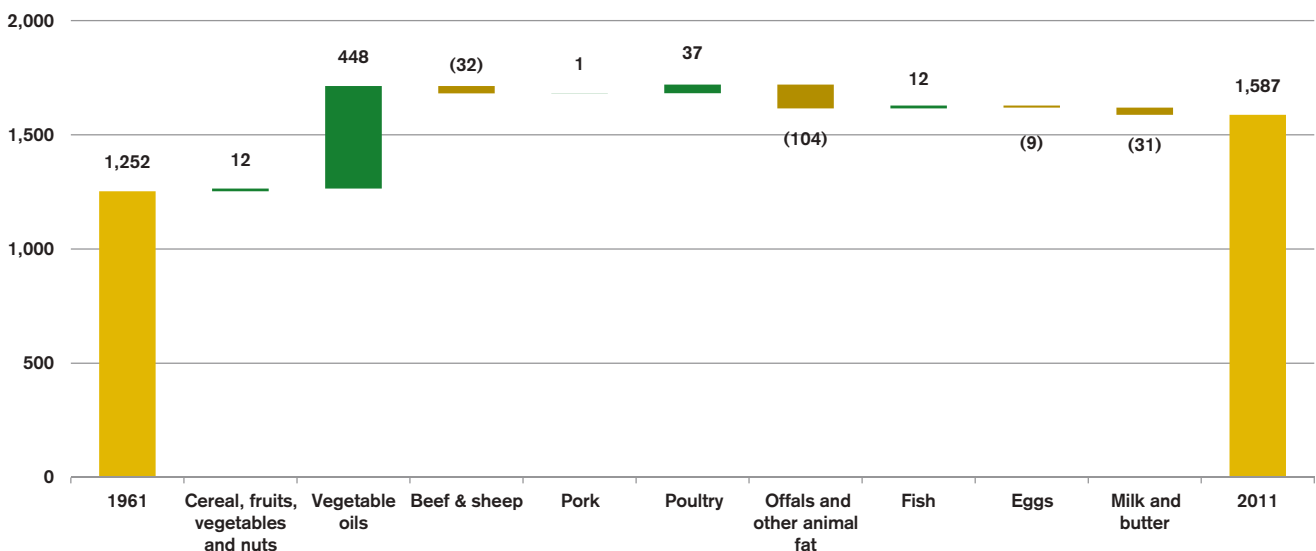 2,000
1,500
1,000
500
0
1,252
12
448
(32)
1
37
(104)
12
(9)
(31)
1,587
1961
Cereal, fruits,
vegetables
and nuts
Vegetable
oils
Beef & sheep
Pork
Poultry
Offals and
other animal
fat
Fish
Eggs
Milk and
butter
2011